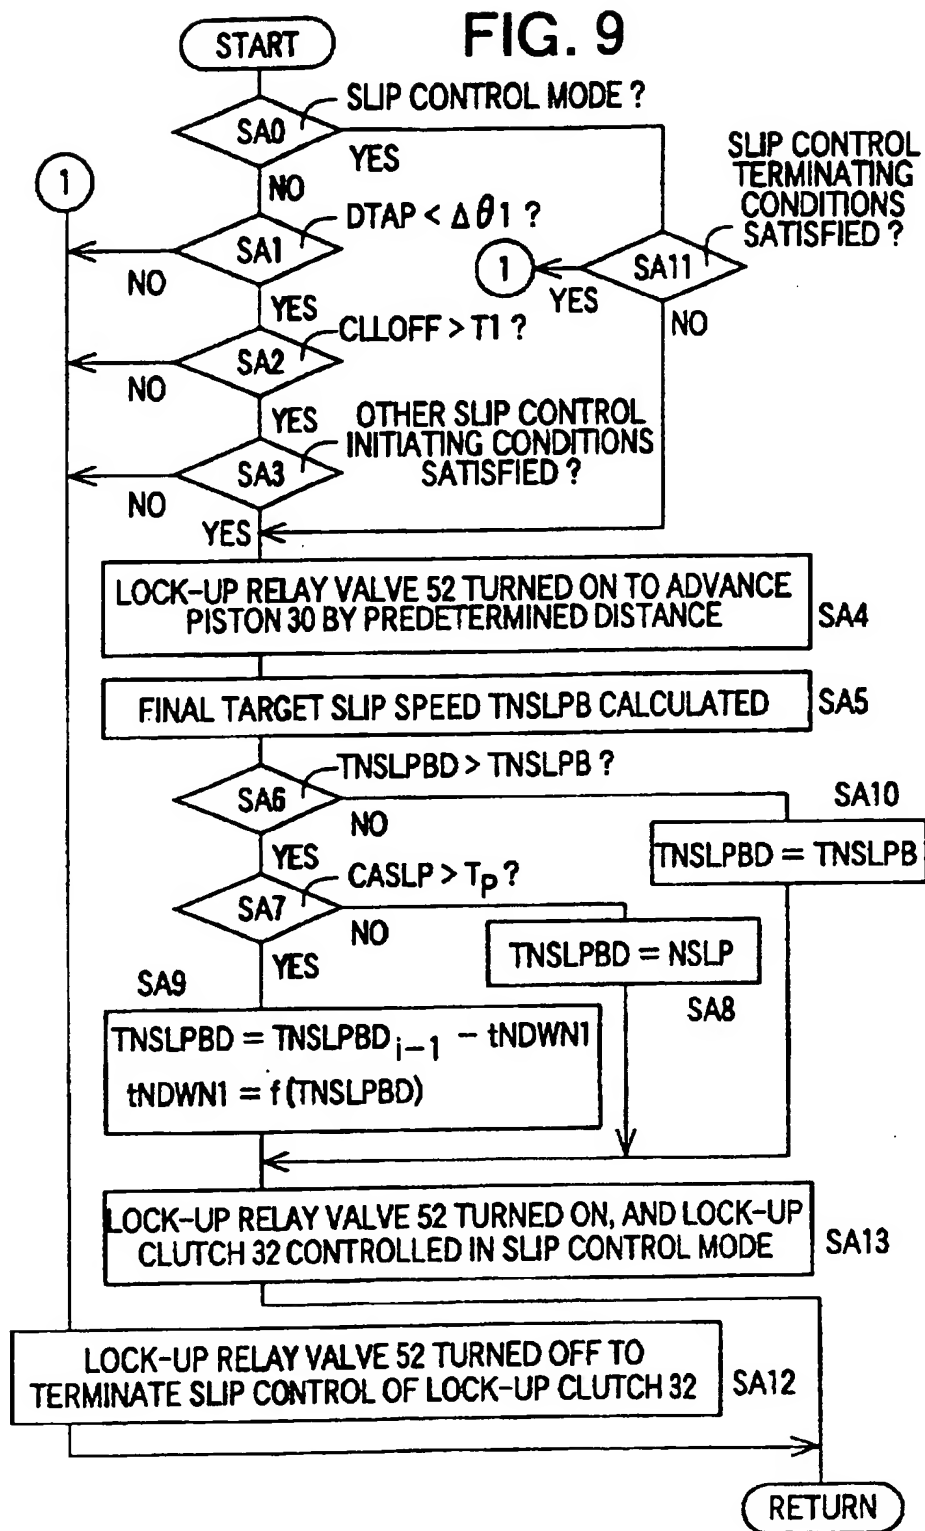 FIG. 9
START
SLIP CONTROL MODE ?
SA0
YES
NO
SLIP CONTROL
TERMINATING
CONDITIONS
SATISFIED ?
1
DTAP < Δθ1 ?
SA1
NO
YES
1
SA11
YES
NO
CLLOFF > T1 ?
SA2
NO
YES
OTHER SLIP CONTROL
INITIATING CONDITIONS
SATISFIED ?
SA3
NO
YES
LOCK-UP RELAY VALVE 52 TURNED ON TO ADVANCE
PISTON 30 BY PREDETERMINED DISTANCE
SA4
FINAL TARGET SLIP SPEED TNSLPB CALCULATED
SA5
TNSLPBD > TNSLPB ?
SA6
NO
YES
SA10
TNSLPBD = TNSLPB
CASLP > Tp ?
SA7
NO
YES
TNSLPBD = NSLP
SA8
SA9
TNSLPBD = TNSLPBD i-1 - tNDWN1
tNDWN1 = f(TNSLPBD)
LOCK-UP RELAY VALVE 52 TURNED ON, AND LOCK-UP
CLUTCH 32 CONTROLLED IN SLIP CONTROL MODE
SA13
LOCK-UP RELAY VALVE 52 TURNED OFF TO
TERMINATE SLIP CONTROL OF LOCK-UP CLUTCH 32
SA12
RETURN